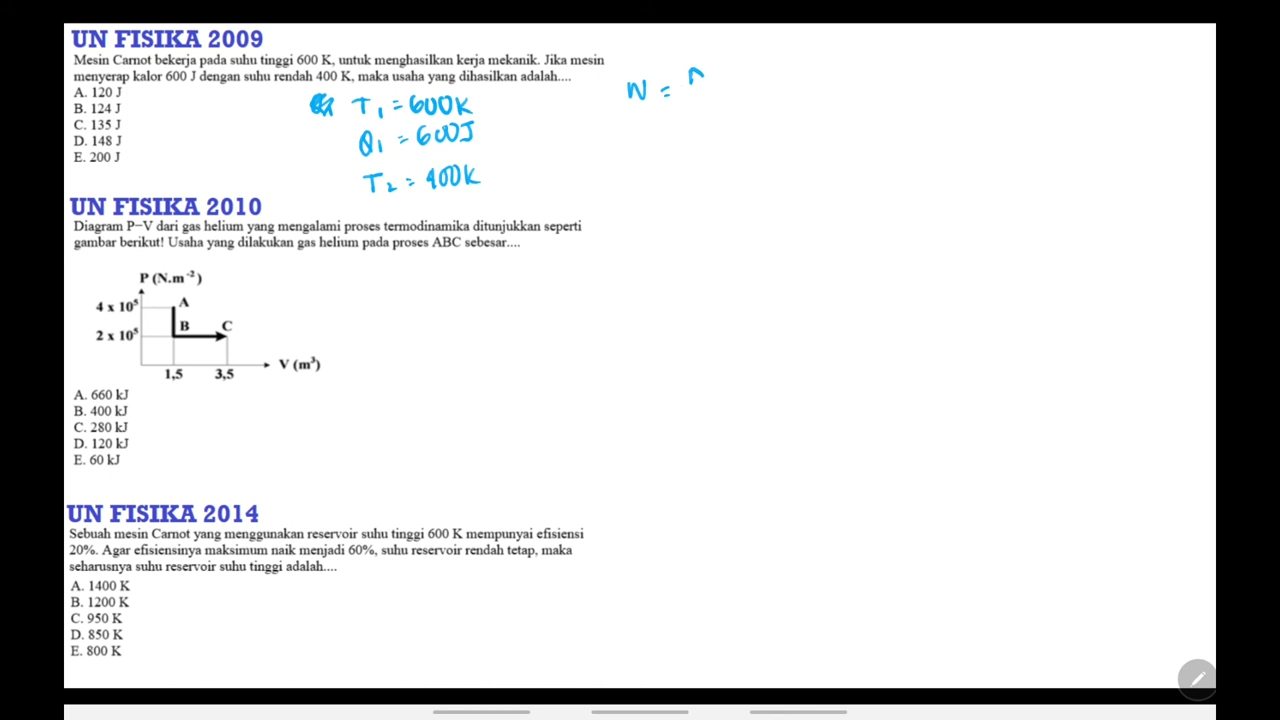 UN FISIKA 2009
Mesin Carnot bekerja pada suhu tinggi 600 K, untuk menghasilkan kerja mekanik. Jika mesin
menyerap kalor 600 J dengan suhu rendah 400 K, maka usaha yang dihasilkan adalah....
A. 120 J
B. 124 J
C. 135 J
D. 148 J
E. 200 J
T₁ = 600K
Q₁ = 600J
T₂ = 400K
W =
UN FISIKA 2010
Diagram P−V dari gas helium yang mengalami proses termodinamika ditunjukkan seperti
gambar berikut! Usaha yang dilakukan gas helium pada proses ABC sebesar....
P (N.m⁻²)
4 x 10⁵
A
B
C
2 x 10⁵
V (m³)
1,5
3,5
A. 660 kJ
B. 400 kJ
C. 280 kJ
D. 120 kJ
E. 60 kJ
UN FISIKA 2014
Sebuah mesin Carnot yang menggunakan reservoir suhu tinggi 600 K mempunyai efisiensi
20%. Agar efisiensinya maksimum naik menjadi 60%, suhu reservoir rendah tetap, maka
seharusnya suhu reservoir suhu tinggi adalah....
A. 1400 K
B. 1200 K
C. 950 K
D. 850 K
E. 800 K